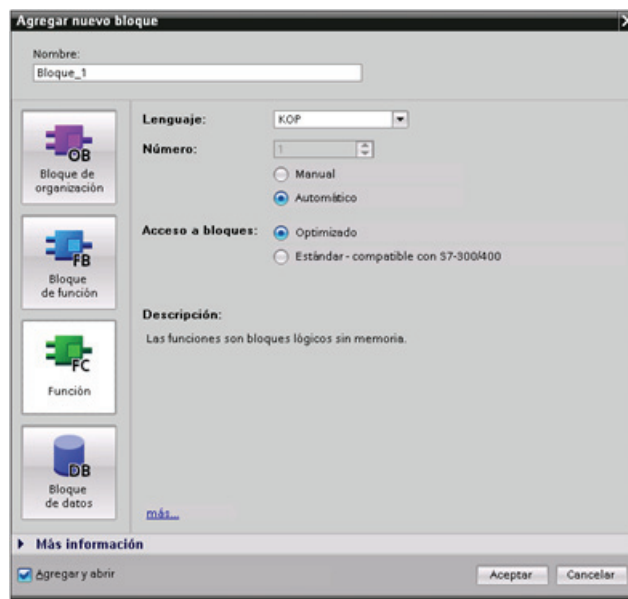 Agregar nuevo bloque
Nombre:
Bloque_1
OB
Bloque de
organización
FB
Bloque
de función
FC
Función
DB
Bloque
de datos
Lenguaje:
KOP
Número:
1
Manual
Automático
Acceso a bloques:
Optimizado
Estándar - compatible con S7-300/400
Descripción:
Las funciones son bloques lógicos sin memoria.
más...
Más información
Agregar y abrir
Aceptar
Cancelar